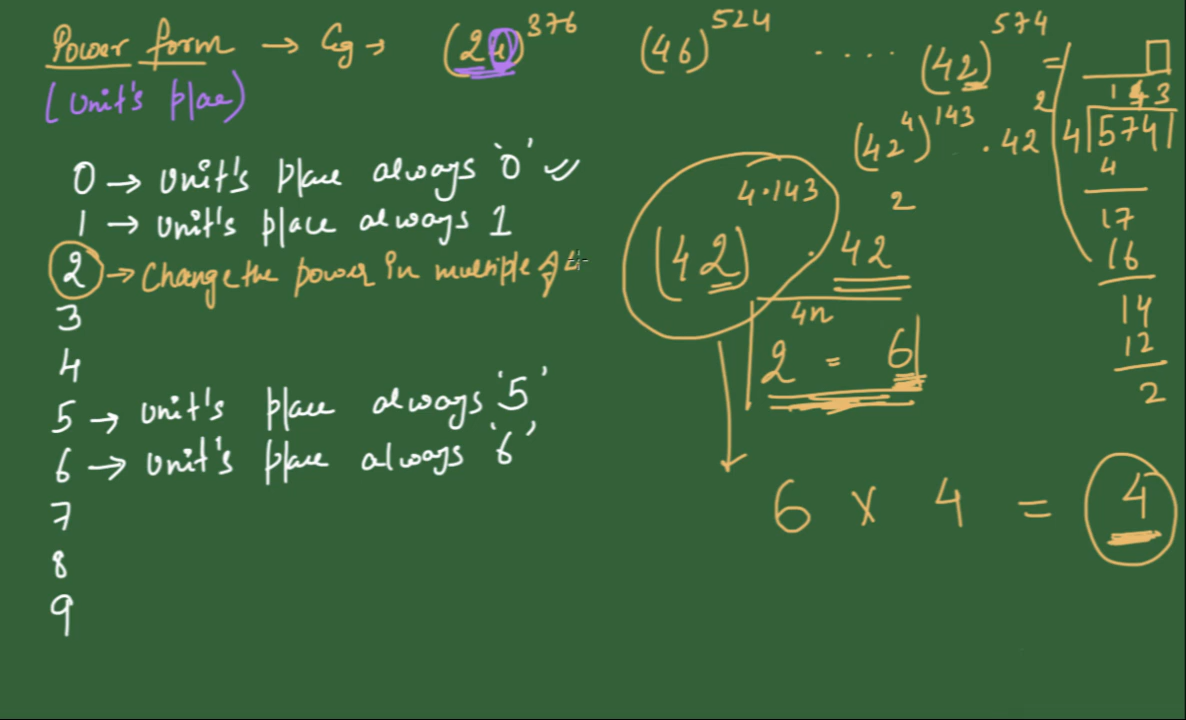 Power form → Eg → (24)^376 (46)^524 ..... (42)^574 = □
(Unit's place)
(42^4)^143 . 42^2
4)574( 143
4
17
16
14
12
2
0 → Unit's place always '0' ✓
1 → Unit's place always 1
2 → Change the power in multiple of 4
3
4
5 → Unit's place always '5'
6 → Unit's place always '6'
7
8
9
(42)^4·143 . 42^2
2^4n = 6
6 x 4 = 4